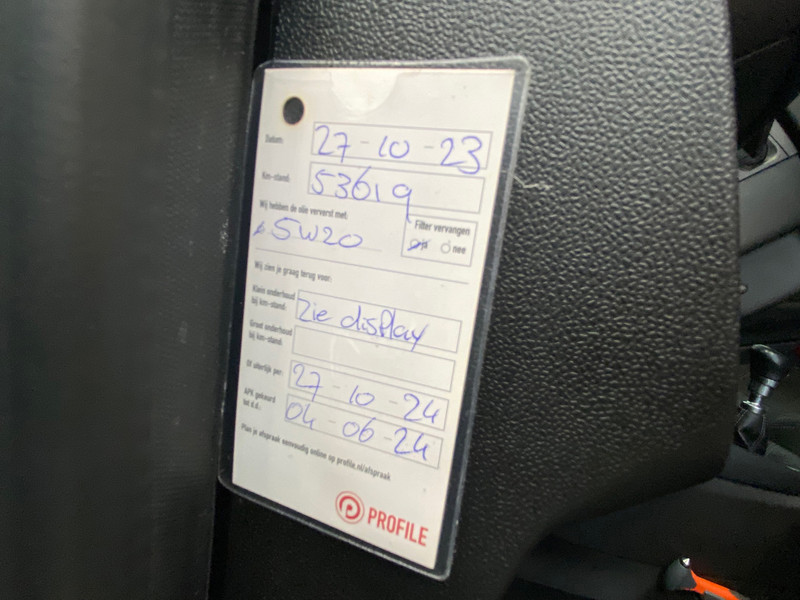 Datum: 27-10-23
Km-stand: 53619
Wij hebben de olie ververst met:
5W20
Filter vervangen
ja nee
Wij zien je graag terug voor:
Klein onderhoud
bij km-stand: Zie display
Groot onderhoud
bij km-stand:
Of uiterlijk per: 27-10-24
APK gekeurd
tot d.d.: 04-06-24
Plan je afspraak eenvoudig online op profile.nl/afspraak
PROFILE